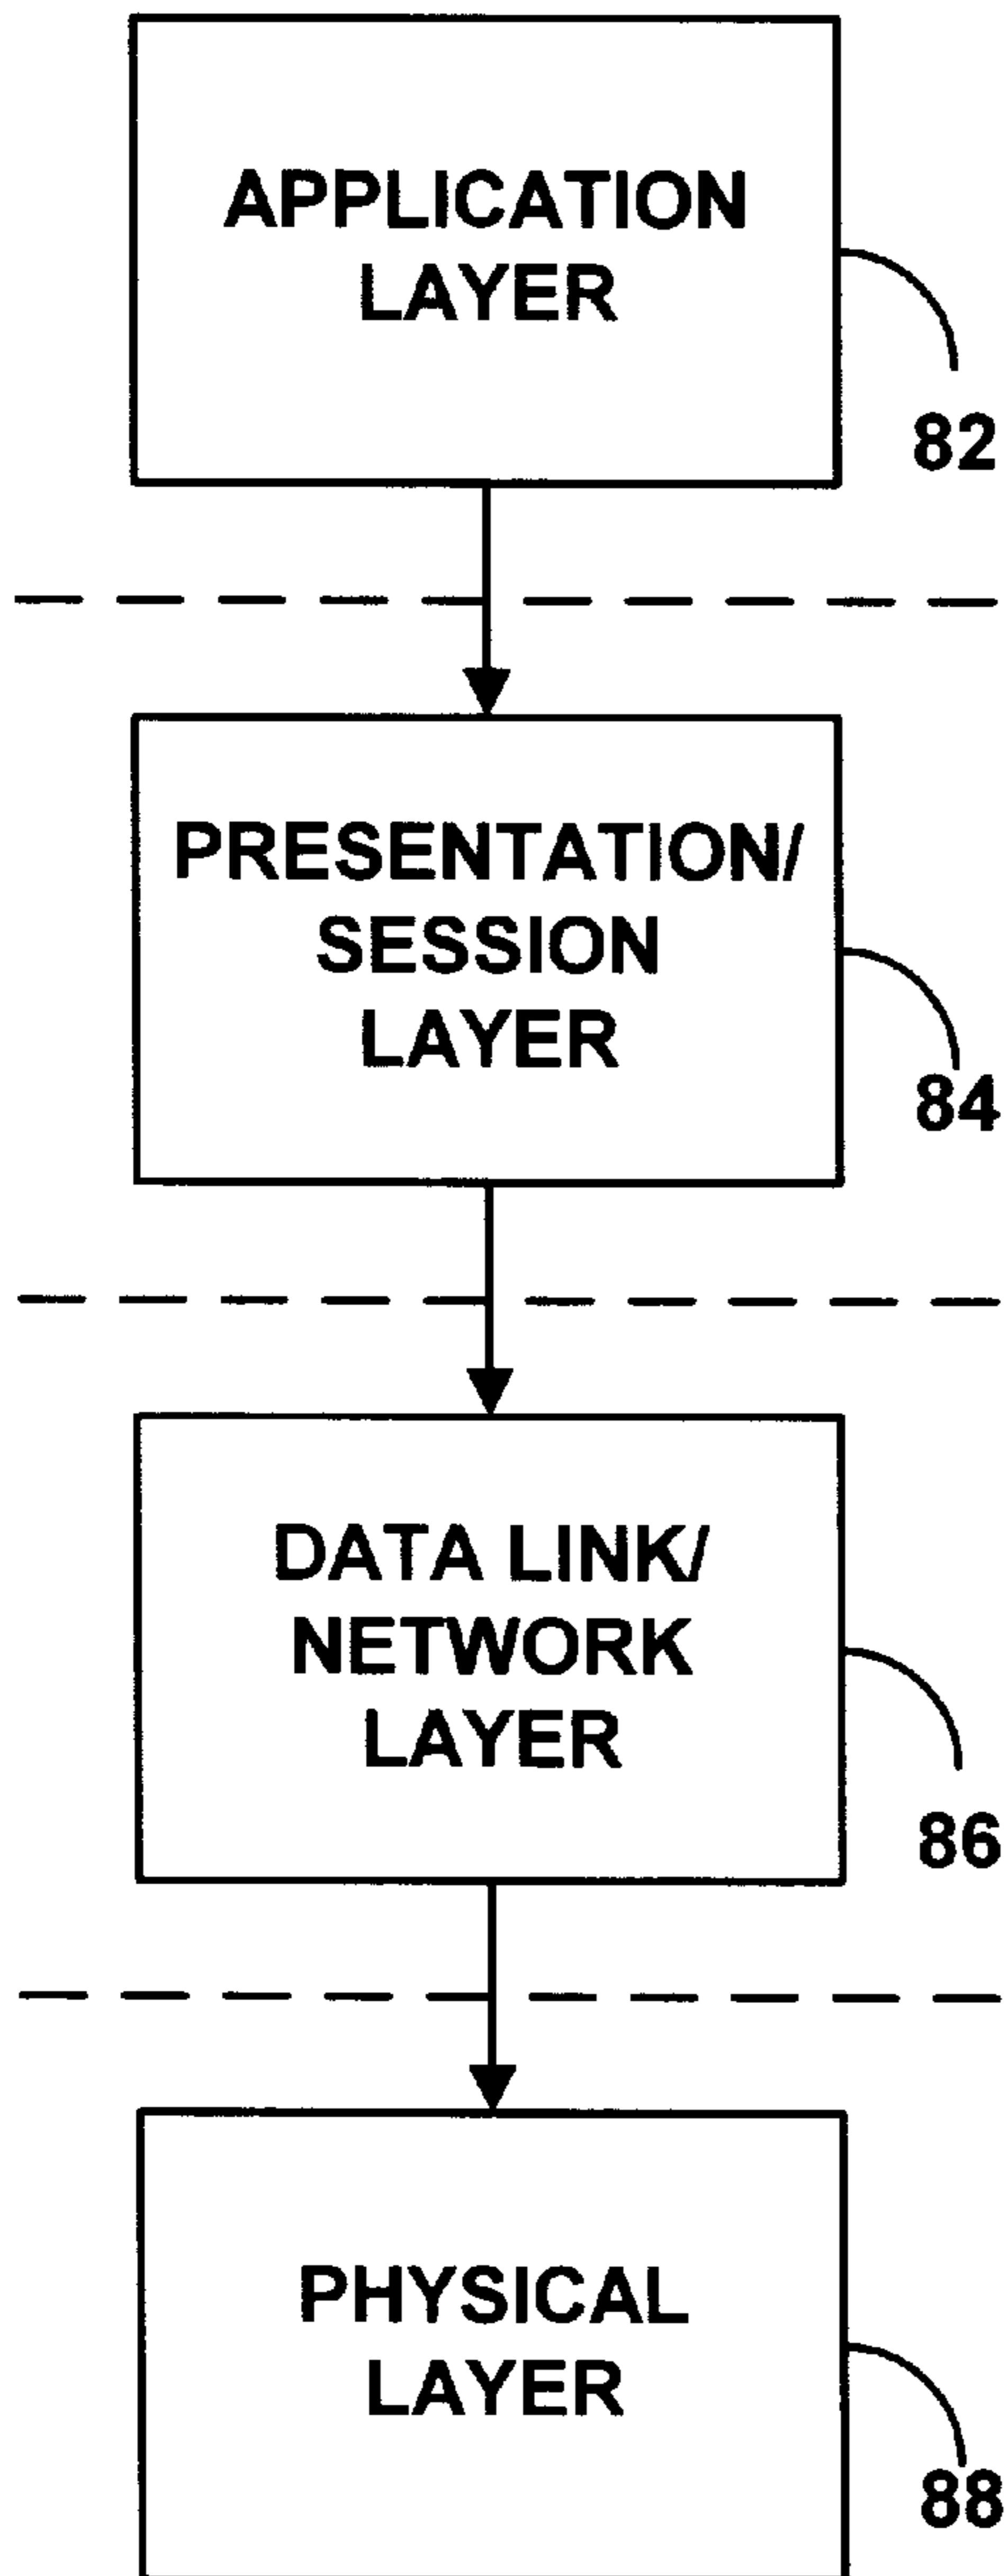 APPLICATION
LAYER
82
PRESENTATION/
SESSION
LAYER
84
DATA LINK/
NETWORK
LAYER
86
PHYSICAL
LAYER
88